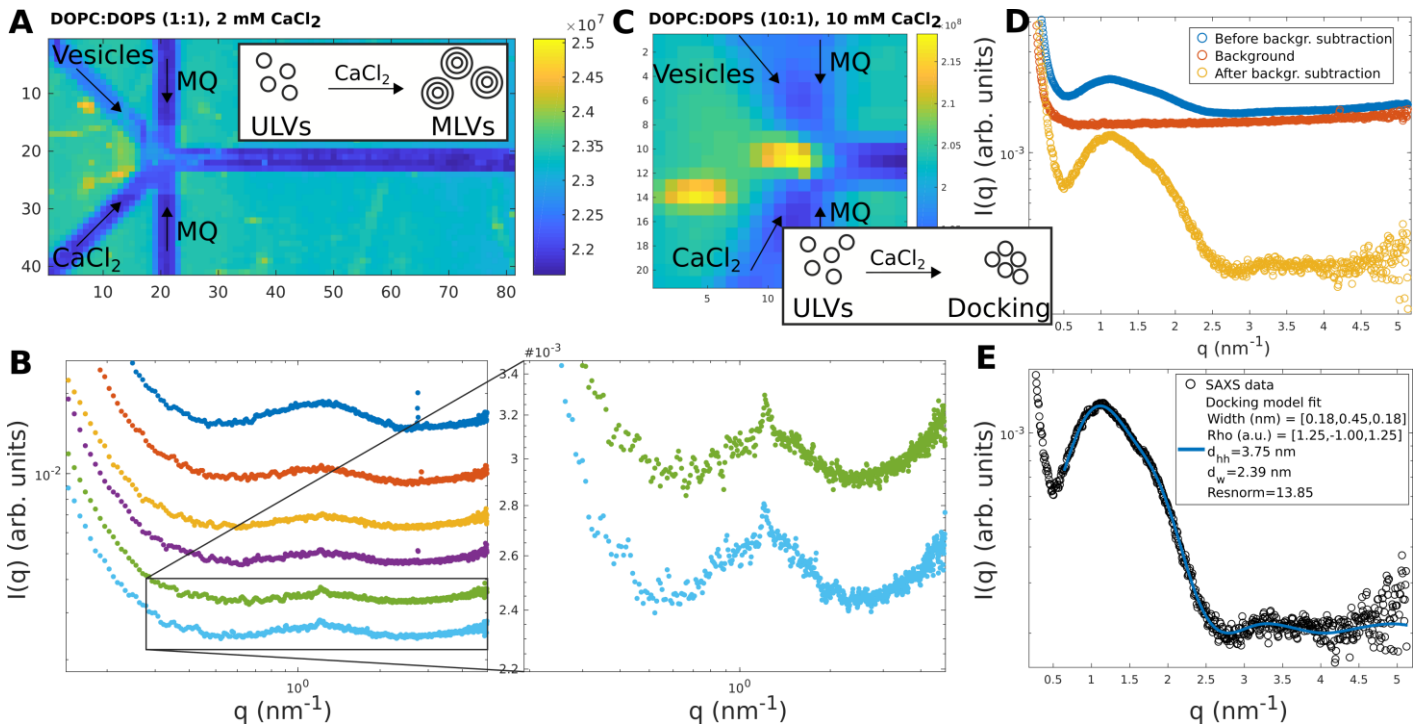 A
DOPC:DOPS (1:1), 2 mM CaCl2
×10^7
Vesicles
MQ
CaCl2
ULVs
MLVs
MQ
CaCl2
10
20
30
40
10 20 30 40 50 60 70 80
2.5
2.45
2.4
2.35
2.3
2.25
2.2
C
DOPC:DOPS (10:1), 10 mM CaCl2
×10^8
Vesicles
MQ
MQ
CaCl2
2
4
6
8
10
12
14
16
18
20
5
2.2
2.15
2.1
2.05
2
CaCl2
ULVs
Docking
D
Before backgr. subtraction
Background
After backgr. subtraction
I(q) (arb. units)
10^-3
0.5 1 1.5 2 2.5 3 3.5 4 4.5 5
q (nm^-1)
B
I(q) (arb. units)
10^-2
10^0
q (nm^-1)
#10^-3
3.4
3.2
3
2.8
2.6
2.4
2.2
10^0
q (nm^-1)
E
SAXS data
Docking model fit
Width (nm) = [0.18,0.45,0.18]
Rho (a.u.) = [1.25,-1.00,1.25]
dhh=3.75 nm
dw=2.39 nm
Resnorm=13.85
I(q) (arb. units)
10^-3
0.5 1 1.5 2 2.5 3 3.5 4 4.5 5
q (nm^-1)